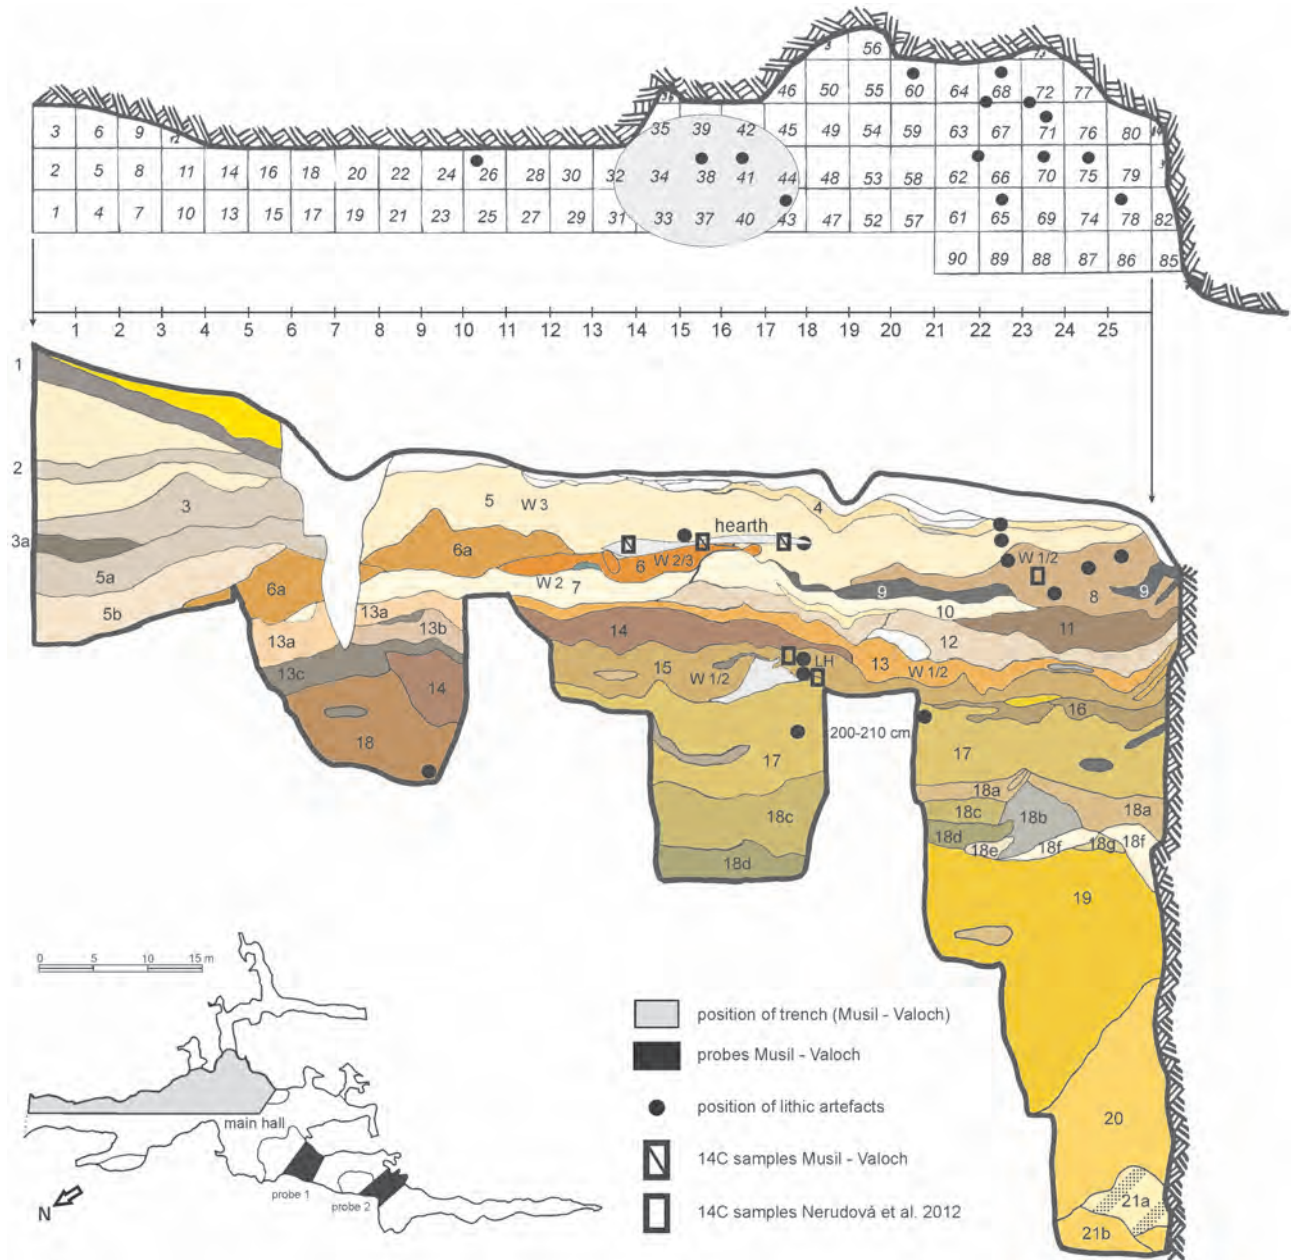 56
46 50 55 60 64 68 72 77
35 39 42 45 49 54 59 63 67 71 76 80
3 6 9 12
2 5 8 11 14 16 18 20 22 24 26 28 30 32 34 38 41 44 48 53 58 62 66 70 75 79
1 4 7 10 13 15 17 19 21 23 25 27 29 31 33 37 40 43 47 52 57 61 65 69 74 78 82
90 89 88 87 86 85
1 2 3 4 5 6 7 8 9 10 11 12 13 14 15 16 17 18 19 20 21 22 23 24 25
1
2
3
3a
5 W 3
4
hearth
6a
6 W 2/3
W 1/2
5a
W 2
7
9
8
9
6a
5b
10
13a
13b
13a
14
12
11
13c
14
15
W 1/2
LH
13
W 1/2
16
18
17
200-210 cm
17
18a
18a
18c
18c
18b
18d
18e
18f
18g
18f
18d
19
0 5 10 15 m
main hall
probe 1
probe 2
N
20
21a
21b
position of trench (Musil - Valoch)
probes Musil - Valoch
position of lithic artefacts
14C samples Musil - Valoch
14C samples Nerudová et al. 2012